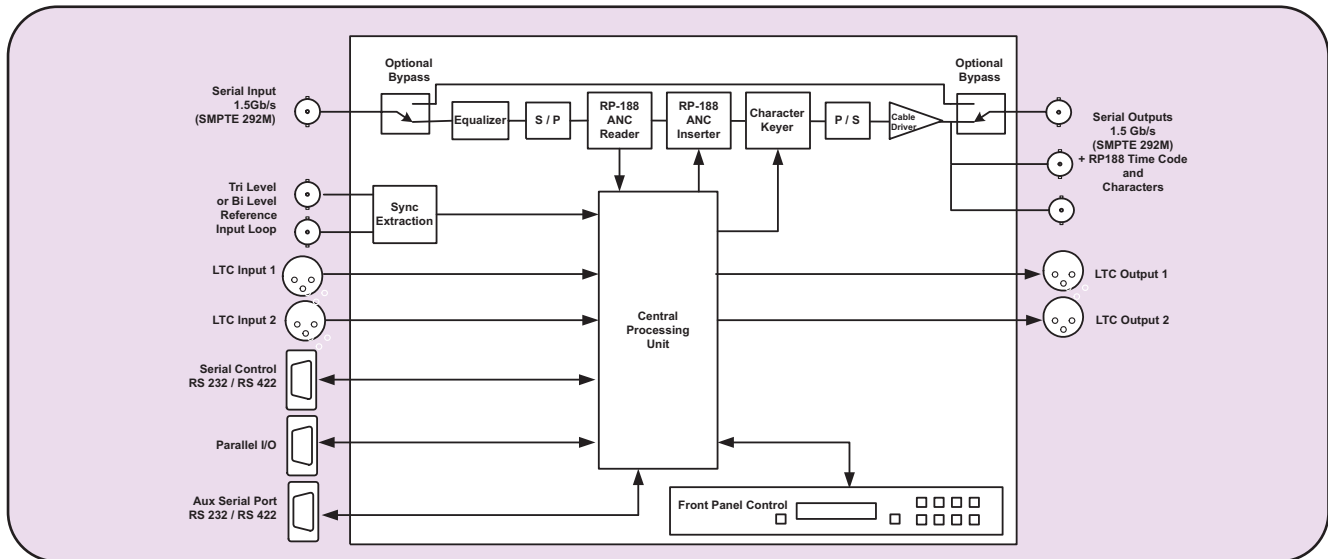 Optional
Bypass
Optional
Bypass
Serial Input
1.5Gb/s
(SMPTE 292M)
Equalizer
S / P
RP-188
ANC
Reader
RP-188
ANC
Inserter
Character
Keyer
P / S
Cable
Driver
Serial Outputs
1.5 Gb/s
(SMPTE 292M)
+ RP188 Time Code
and
Characters
Tri Level
or Bi Level
Reference
Input Loop
Sync
Extraction
LTC Input 1
LTC Output 1
LTC Input 2
LTC Output 2
Central
Processing
Unit
Serial Control
RS 232 / RS 422
Parallel I/O
Aux Serial Port
RS 232 / RS 422
Front Panel Control